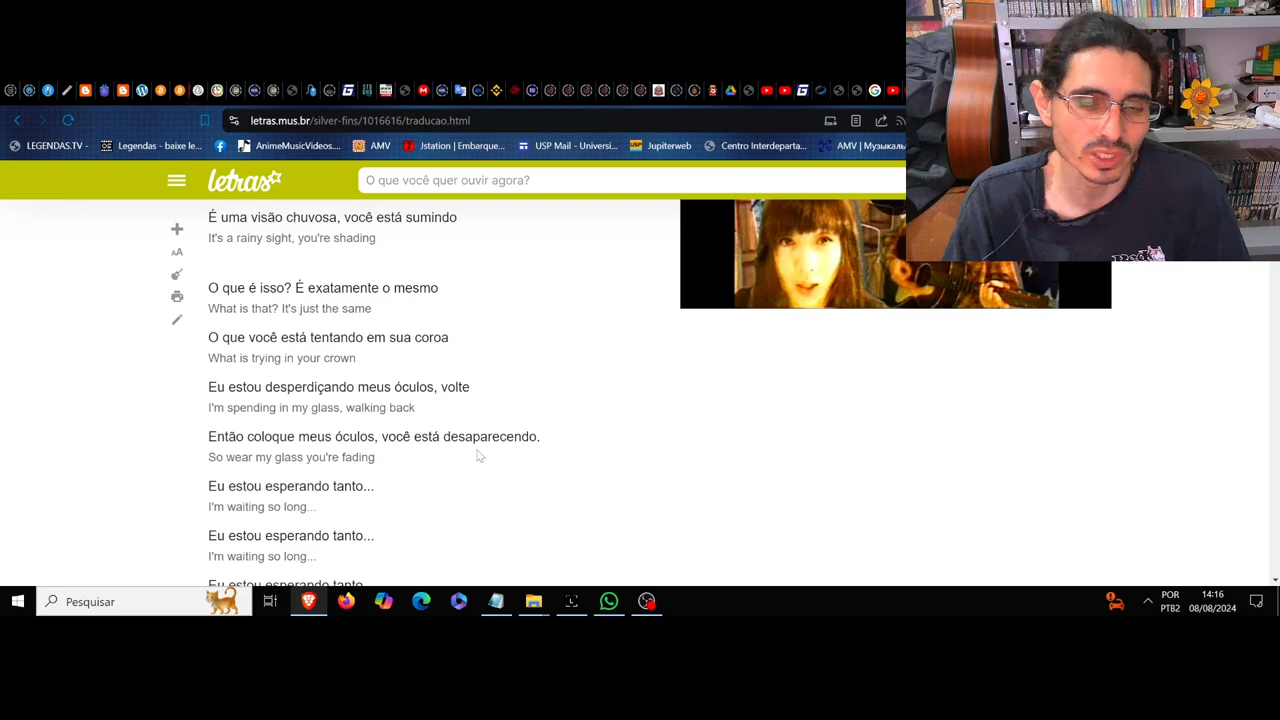 letras.mus.br/silver-fins/1016616/traducao.html
LEGENDAS.TV -
Legendas - baixe le...
AnimeMusicVideos....
AMV
Jstation | Embarque...
USP Mail - Universi...
Jupiterweb
Centro Interdeparta...
AMV | Музыкаль
letras
O que você quer ouvir agora?
É uma visão chuvosa, você está sumindo
It's a rainy sight, you're shading
O que é isso? É exatamente o mesmo
What is that? It's just the same
O que você está tentando em sua coroa
What is trying in your crown
Eu estou desperdiçando meus óculos, volte
I'm spending in my glass, walking back
Então coloque meus óculos, você está desaparecendo.
So wear my glass you're fading
Eu estou esperando tanto...
I'm waiting so long...
Eu estou esperando tanto...
I'm waiting so long...
Eu estou esperando tanto
Pesquisar
POR
PTB2
14:16
08/08/2024